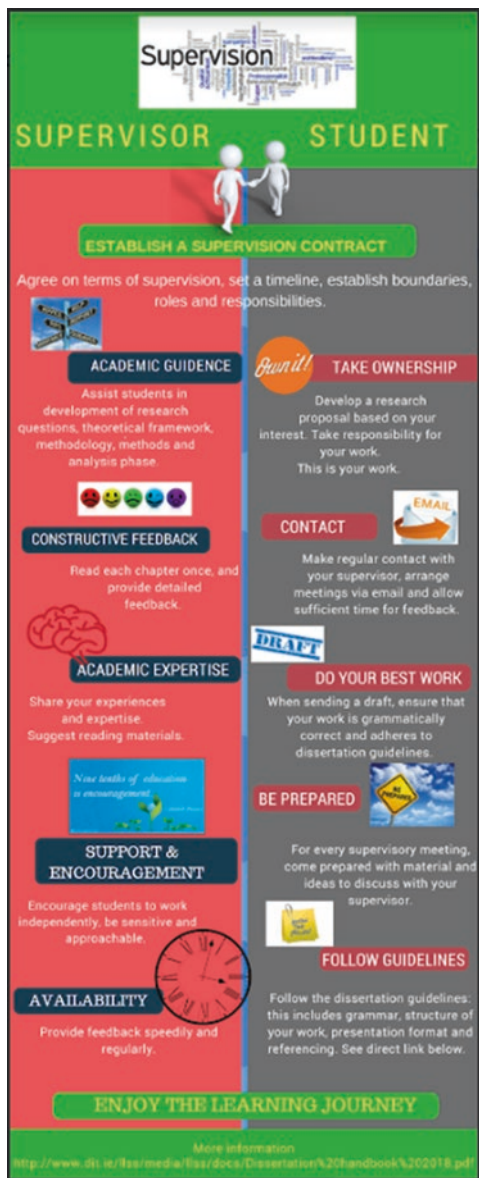 Supervision
SUPERVISOR STUDENT
ESTABLISH A SUPERVISION CONTRACT
Agree on terms of supervision, set a timeline, establish boundaries,
roles and responsibilities.
ACADEMIC GUIDENCE
Assist students in
development of research
questions, theoretical framework,
methodology, methods and
analysis phase.
CONSTRUCTIVE FEEDBACK
Read each chapter once, and
provide detailed
feedback.
ACADEMIC EXPERTISE
Share your experiences
and expertise.
Suggest reading materials.
Nine tenths of education
is encouragement.
SUPPORT &
ENCOURAGEMENT
Encourage students to work
independently, be sensitive and
approachable.
AVAILABILITY
Provide feedback speedily and
regularly.
Own it!
TAKE OWNERSHIP
Develop a research
proposal based on your
interest. Take responsibility for
your work.
This is your work.
EMAIL
CONTACT
Make regular contact with
your supervisor, arrange
meetings via email and allow
sufficient time for feedback.
DRAFT
DO YOUR BEST WORK
When sending a draft, ensure that
your work is grammatically
correct and adheres to
dissertation guidelines.
BE
PREPARED
BE PREPARED
For every supervisory meeting,
come prepared with material and
ideas to discuss with your
supervisor.
FOLLOW GUIDELINES
Follow the dissertation guidelines:
this includes grammar, structure of
your work, presentation format and
referencing. See direct link below.
ENJOY THE LEARNING JOURNEY
More information
http://www.dit.ie/llss/media/llss/docs/Dissertation%20handbook%202018.pdf